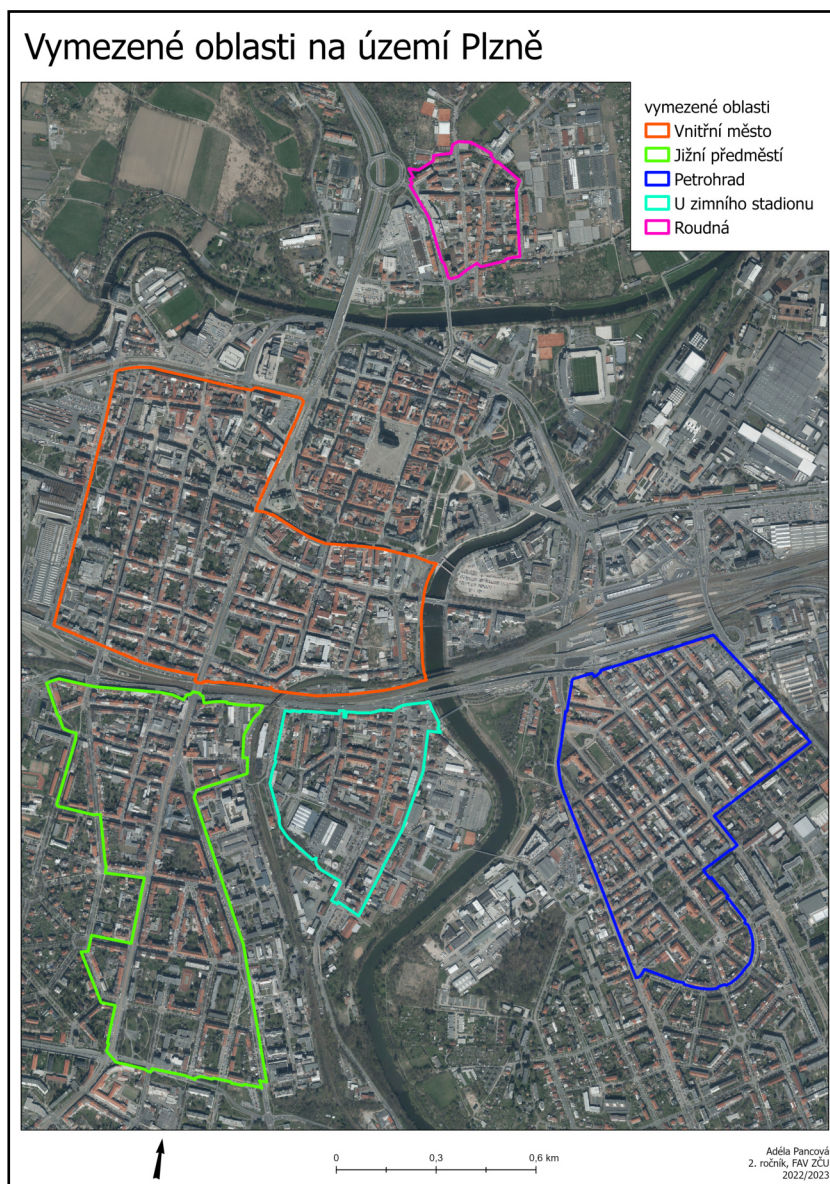 Vymezené oblasti na území Plzně
vymezené oblasti
Vnitřní město
Jižní předměstí
Petrohrad
U zimního stadionu
Roudná
0
0,3
0,6 km
Adéla Pancová
2. ročník, FAV ZČU
2022/2023